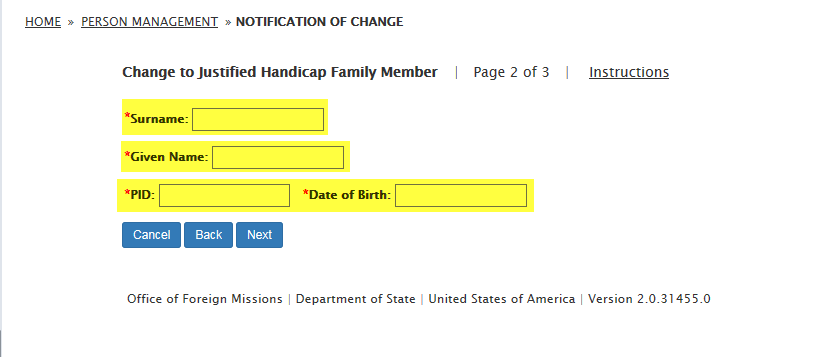 HOME » PERSON MANAGEMENT » NOTIFICATION OF CHANGE
Change to Justified Handicap Family Member | Page 2 of 3 | Instructions
*Surname:
*Given Name:
*PID: *Date of Birth:
Cancel Back Next
Office of Foreign Missions | Department of State | United States of America | Version 2.0.31455.0